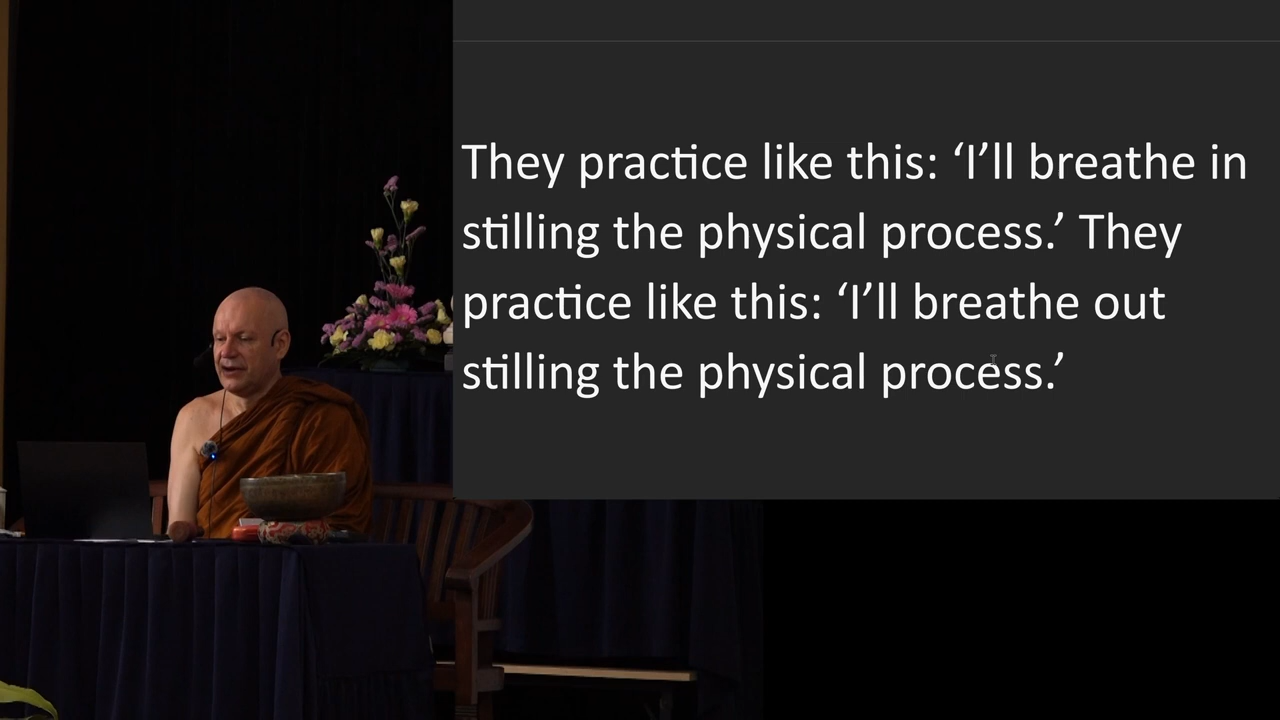 They practice like this: ‘I’ll breathe in
stilling the physical process.’ They
practice like this: ‘I’ll breathe out
stilling the physical process.’